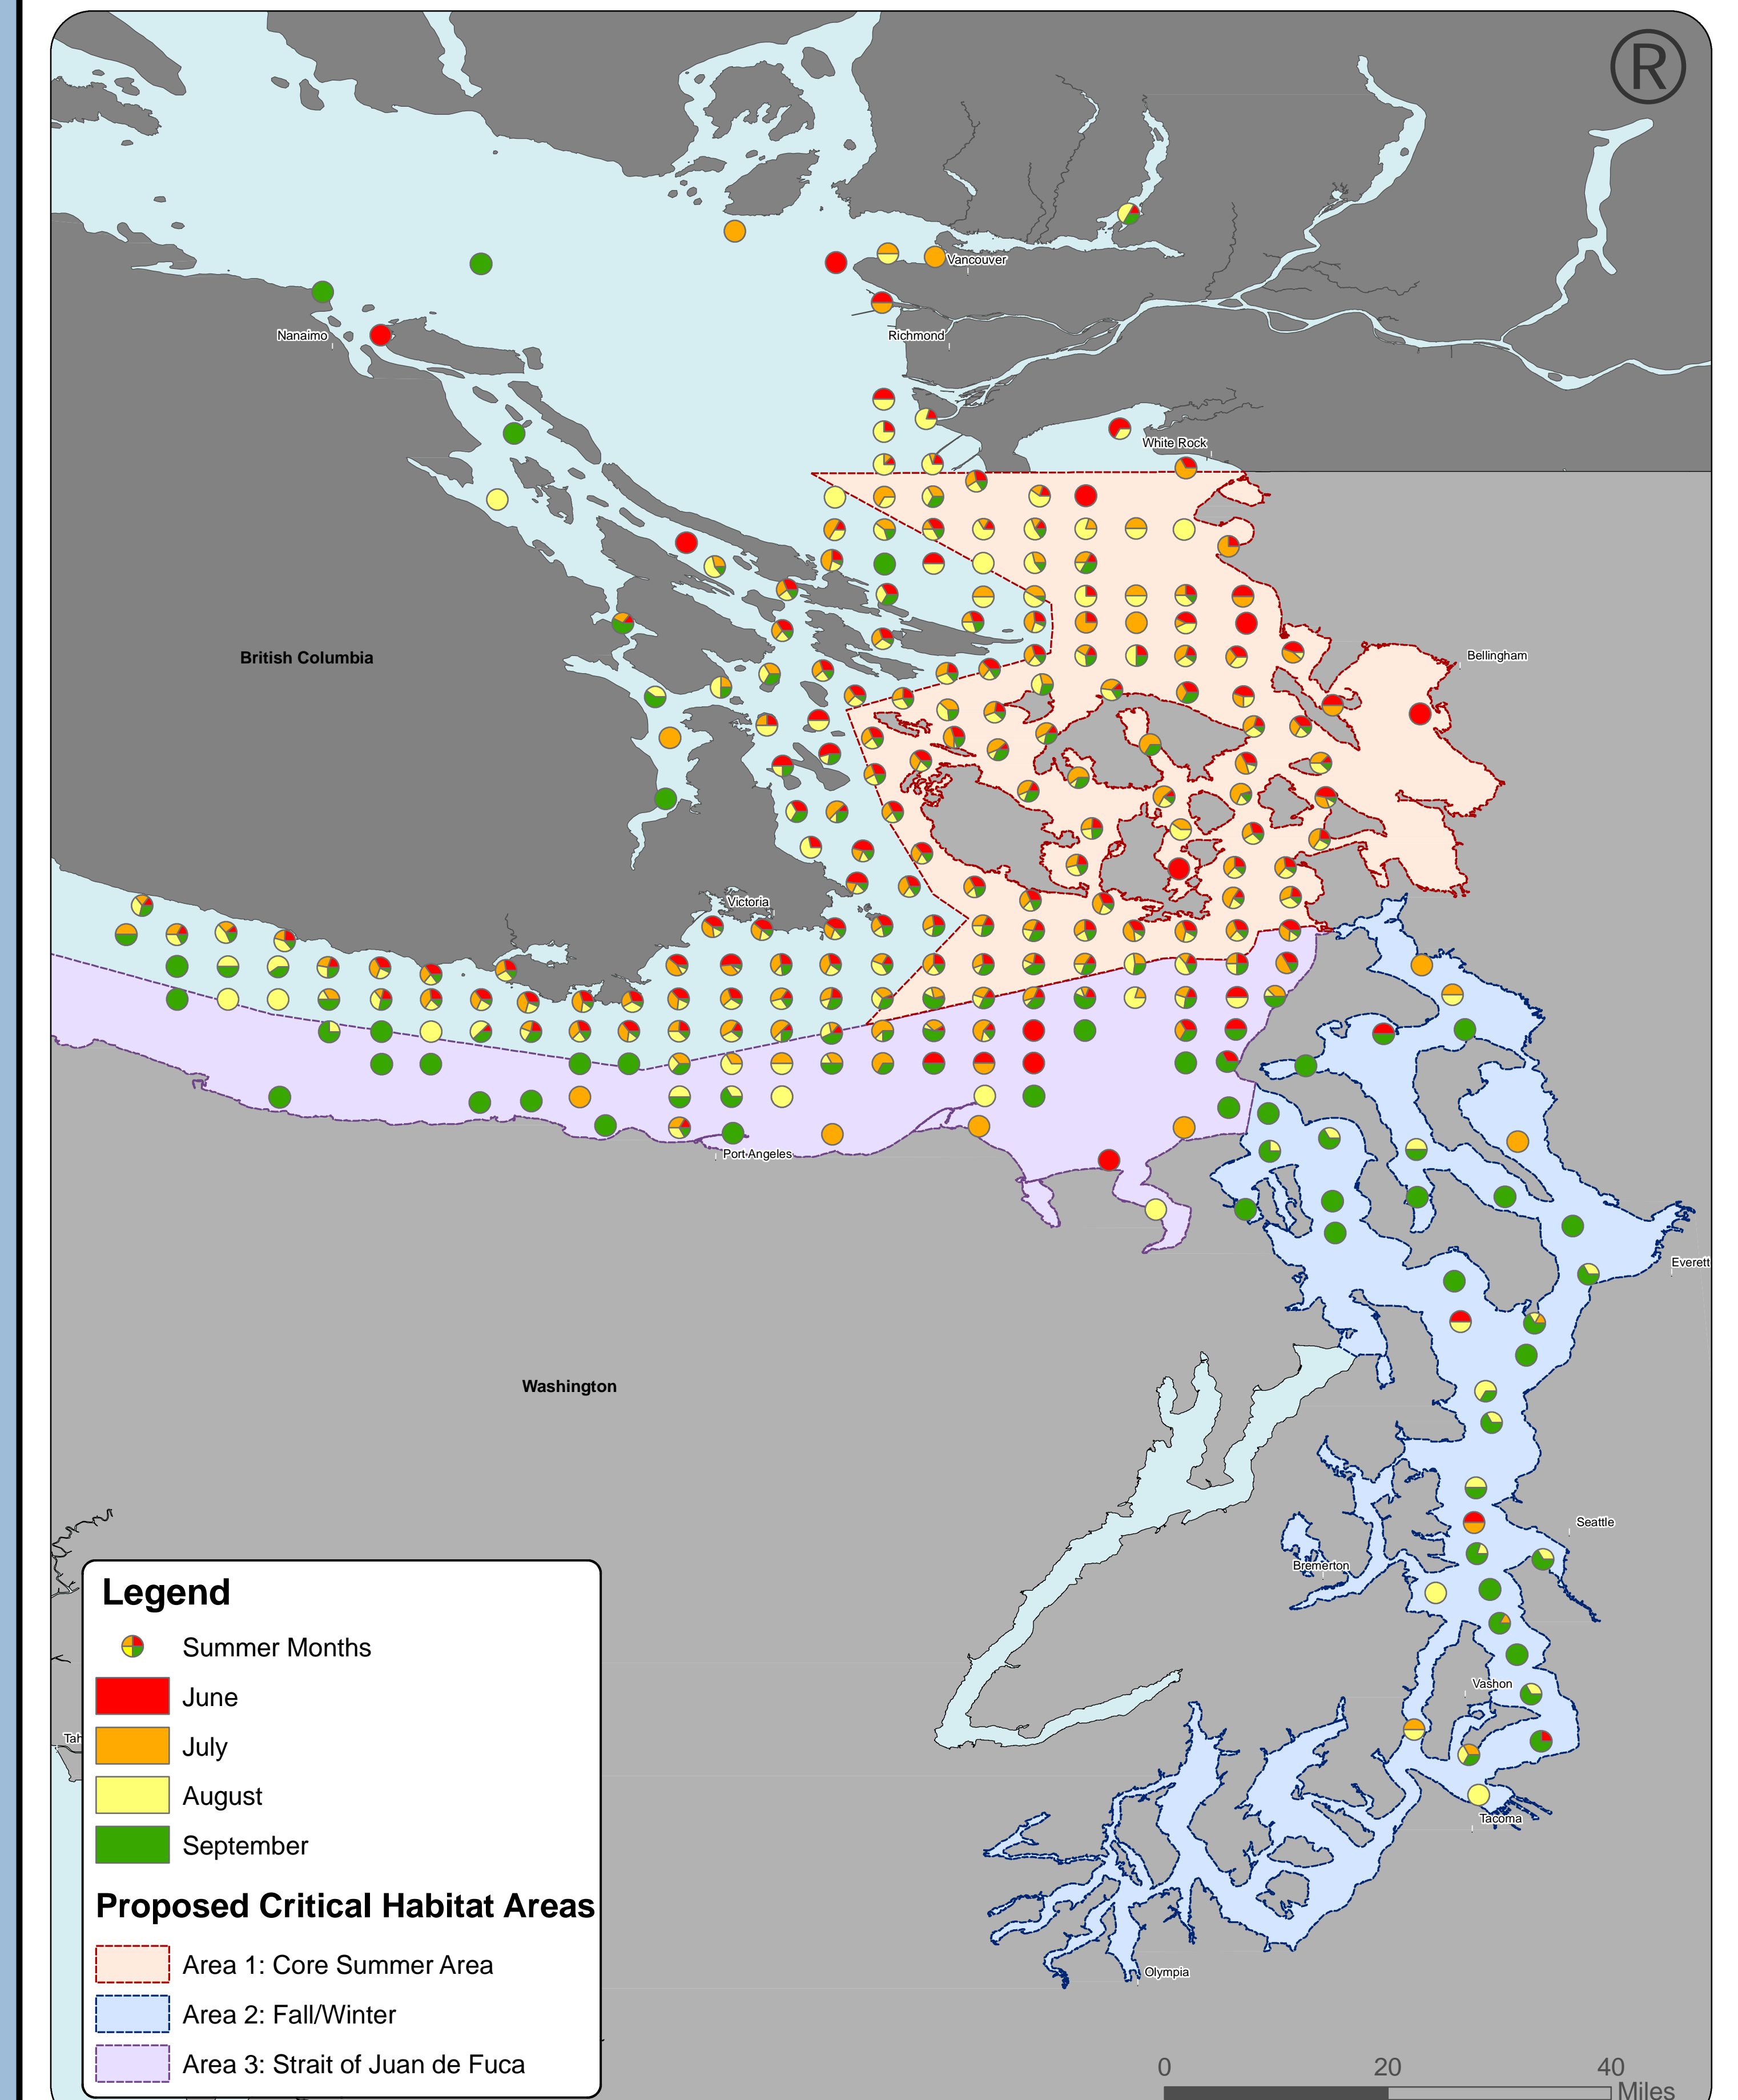 ®
Vancouver
Nanaimo
Richmond
White Rock
British Columbia
Bellingham
Victoria
Port Angeles
Everett
Washington
Seattle
Bremerton
Vashon
Tah
Tacoma
Olympia
Legend
Summer Months
June
July
August
September
Proposed Critical Habitat Areas
Area 1: Core Summer Area
Area 2: Fall/Winter
Area 3: Strait of Juan de Fuca
0 20 40
Miles